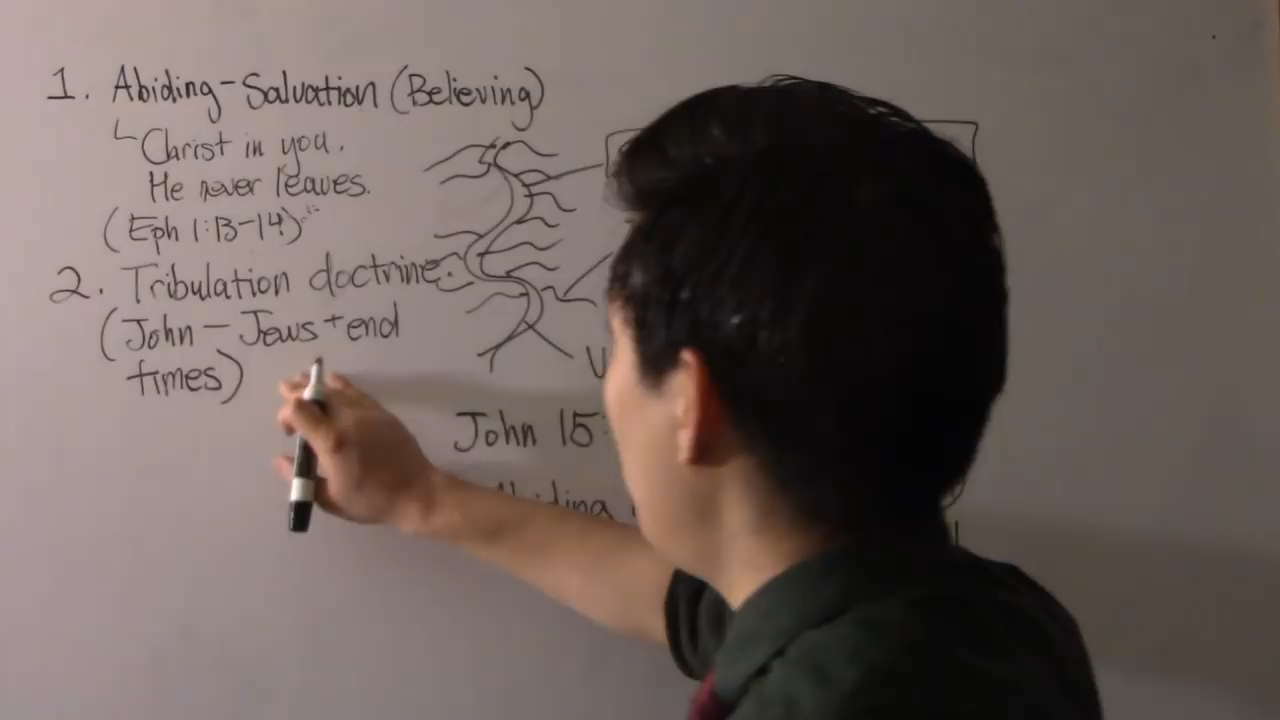 1. Abiding-Salvation (Believing)
Christ in you.
He never leaves.
(Eph 1:13-14)
2. Tribulation doctrine.
(John - Jews + end
times)
John 15:
Abiding